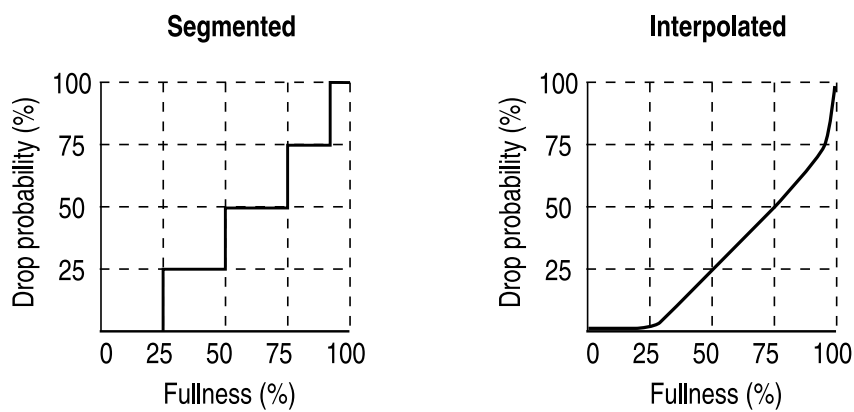 Segmented
Drop probability (%)
100
75
50
25
0 25 50 75 100
Fullness (%)
Interpolated
Drop probability (%)
100
75
50
25
0 25 50 75 100
Fullness (%)